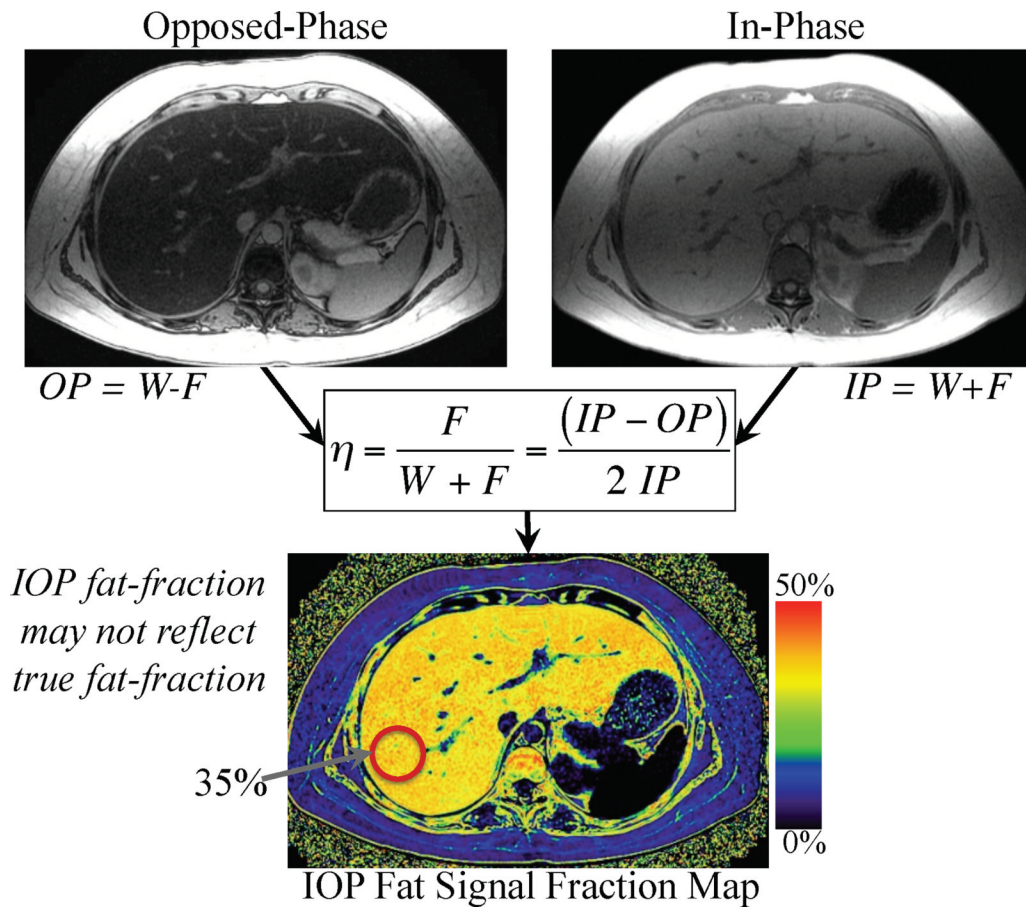 Opposed-Phase
In-Phase
OP = W-F
IP = W+F
η = F / (W + F) = (IP − OP) / 2 IP
IOP fat-fraction
may not reflect
true fat-fraction
35%
50%
0%
IOP Fat Signal Fraction Map